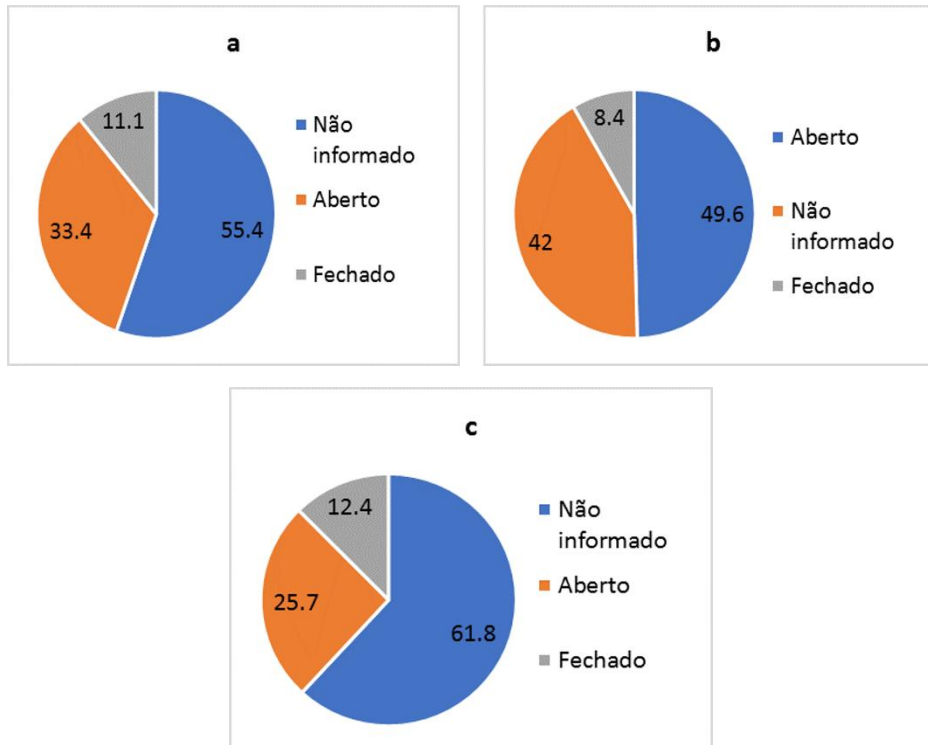 a
11.1
33.4
55.4
Não
informado
Aberto
Fechado
b
8.4
42
49.6
Aberto
Não
informado
Fechado
c
12.4
25.7
61.8
Não
informado
Aberto
Fechado